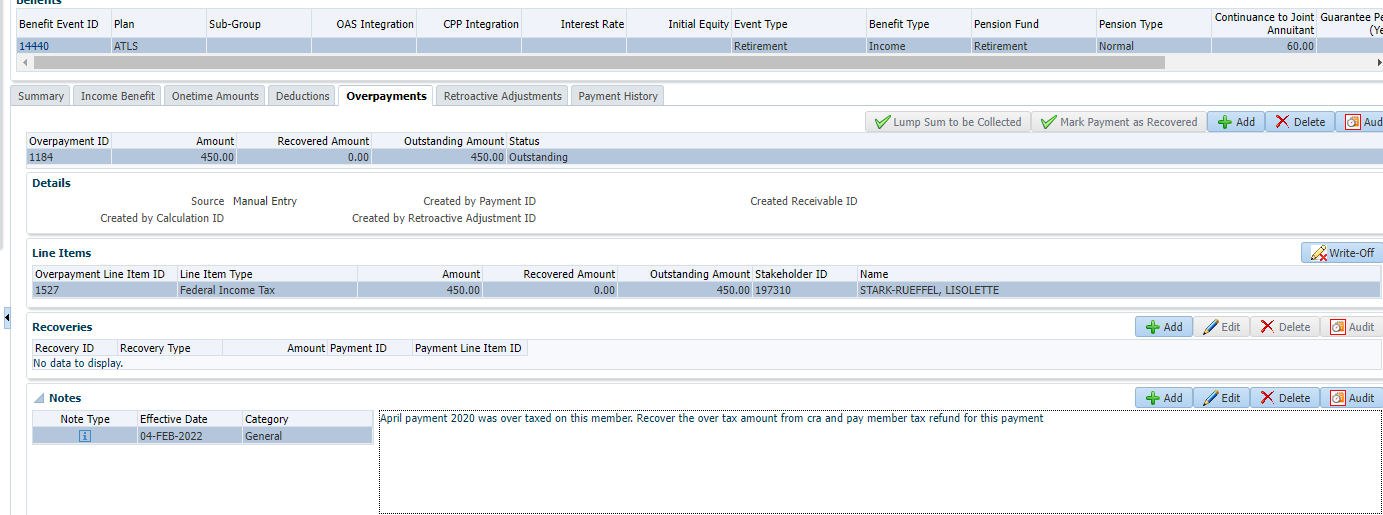 Benefits
Benefit Event ID Plan Sub-Group OAS Integration CPP Integration Interest Rate Initial Equity Event Type Benefit Type Pension Fund Pension Type Continuance to Joint Annuitant Guarantee Pe (Ye
14440 ATLS Retirement Income Retirement Normal 60.00
Summary Income Benefit Onetime Amounts Deductions Overpayments Retroactive Adjustments Payment History
Lump Sum to be Collected Mark Payment as Recovered Add Delete Aud
Overpayment ID Amount Recovered Amount Outstanding Amount Status
1184 450.00 0.00 450.00 Outstanding
Details
Source Manual Entry Created by Payment ID Created Receivable ID
Created by Calculation ID Created by Retroactive Adjustment ID
Line Items Write-Off
Overpayment Line Item ID Line Item Type Amount Recovered Amount Outstanding Amount Stakeholder ID Name
1527 Federal Income Tax 450.00 0.00 450.00 197310 STARK-RUEFFEL, LISOLETTE
Recoveries Add Edit Delete Audit
Recovery ID Recovery Type Amount Payment ID Payment Line Item ID
No data to display.
Notes Add Edit Delete Audit
Note Type Effective Date Category
04-FEB-2022 General
April payment 2020 was over taxed on this member. Recover the over tax amount from cra and pay member tax refund for this payment